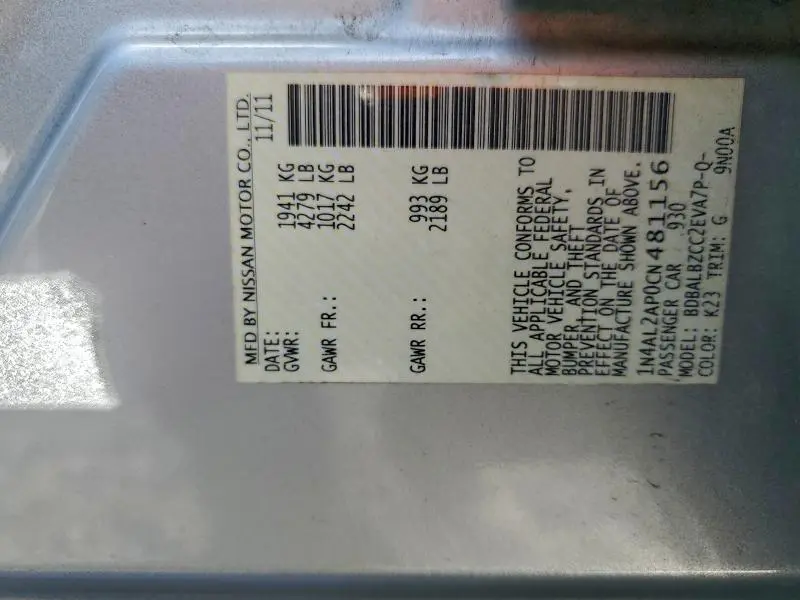 MFD BY NISSAN MOTOR CO., LTD.
DATE: 11/11
GVWR: 1941 KG
4279 LB
GAWR FR.: 1017 KG
2242 LB
GAWR RR.: 993 KG
2189 LB
THIS VEHICLE CONFORMS TO
ALL APPLICABLE FEDERAL
MOTOR VEHICLE SAFETY,
BUMPER, AND THEFT
PREVENTION STANDARDS IN
EFFECT ON THE DATE OF
MANUFACTURE SHOWN ABOVE.
1N4AL2AP0CN481156
PASSENGER CAR 930
MODEL: BDBALBZCC2EVA7P-Q-
COLOR: K23 TRIM: G 9N00A